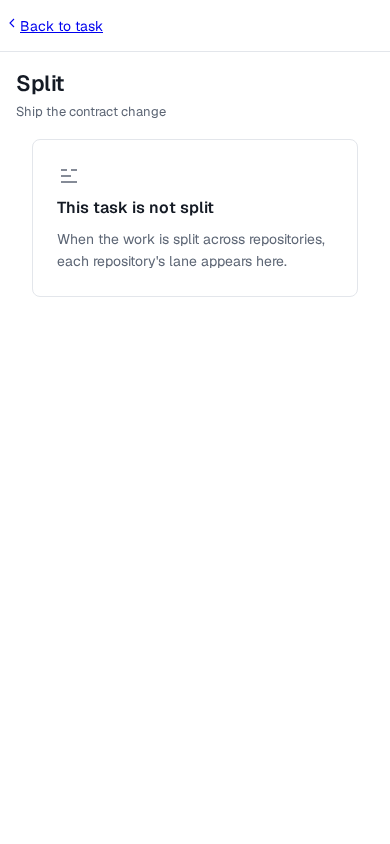 Back to task
Split
Ship the contract change
This task is not split
When the work is split across repositories,
each repository's lane appears here.